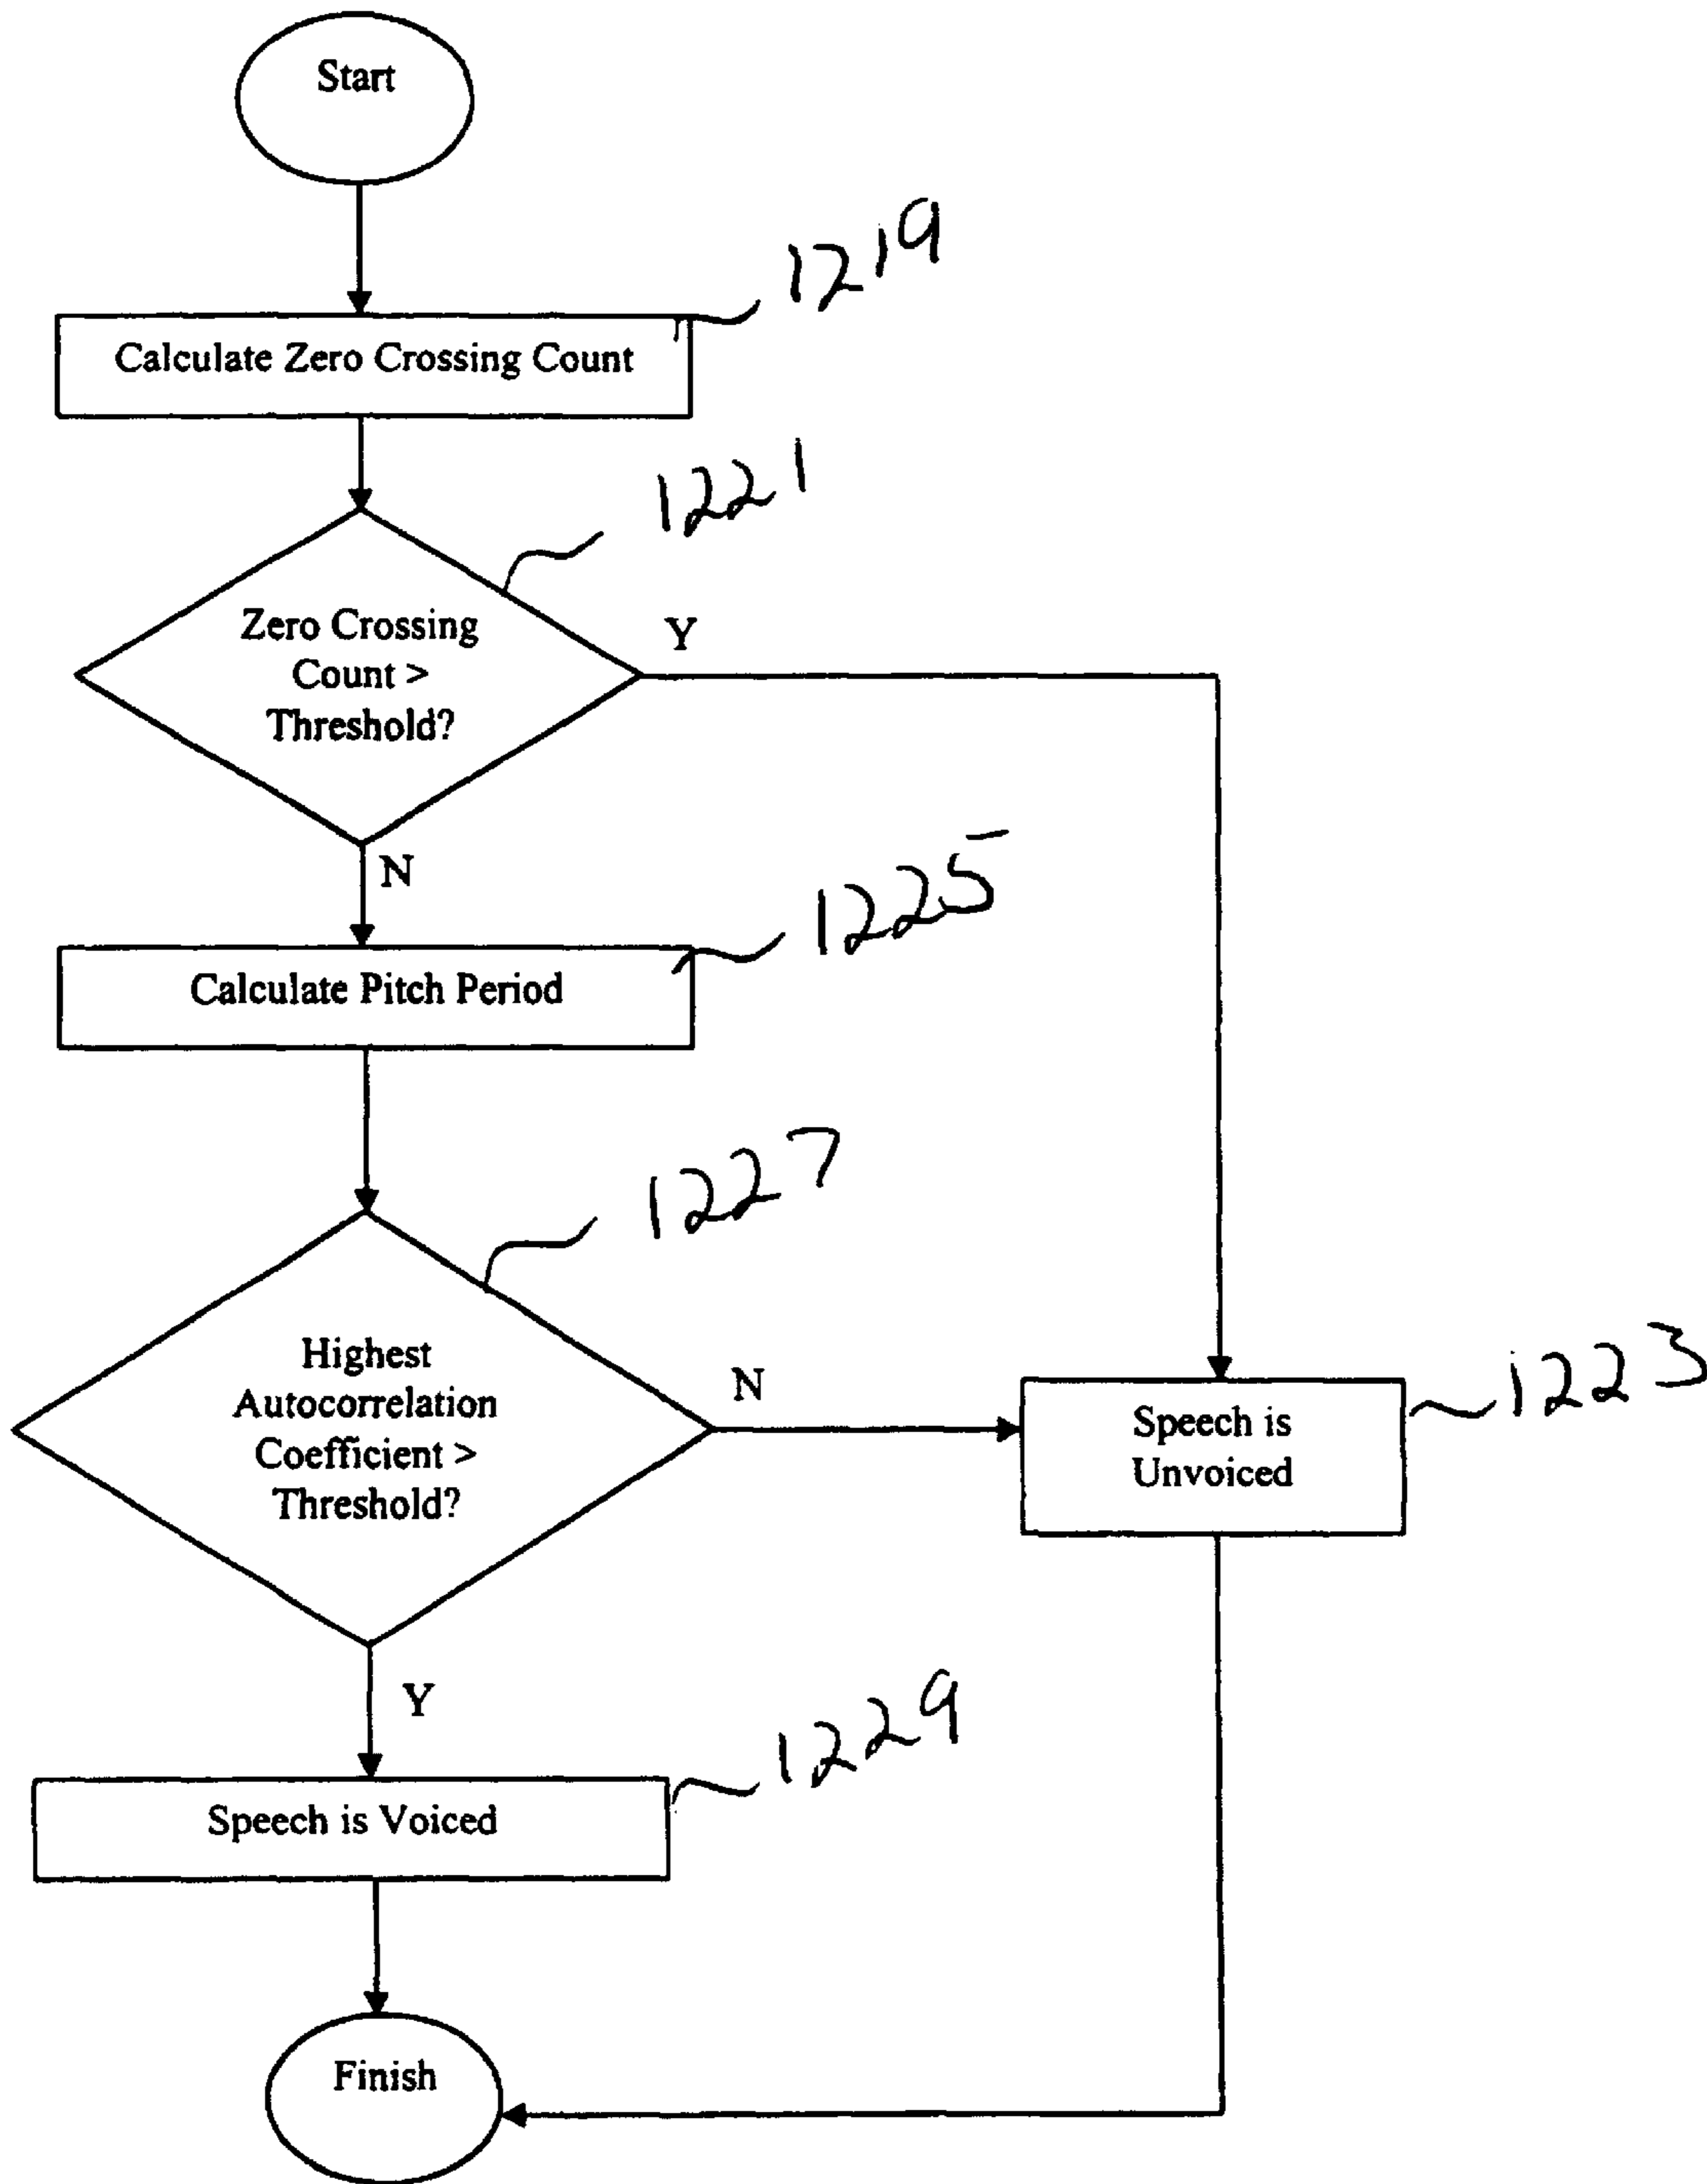 Start
1219
Calculate Zero Crossing Count
1221
Zero Crossing
Count >
Threshold?
Y
N
1225
Calculate Pitch Period
1227
Highest
Autocorrelation
Coefficient >
Threshold?
N
Speech is
Unvoiced
1223
Y
1229
Speech is Voiced
Finish